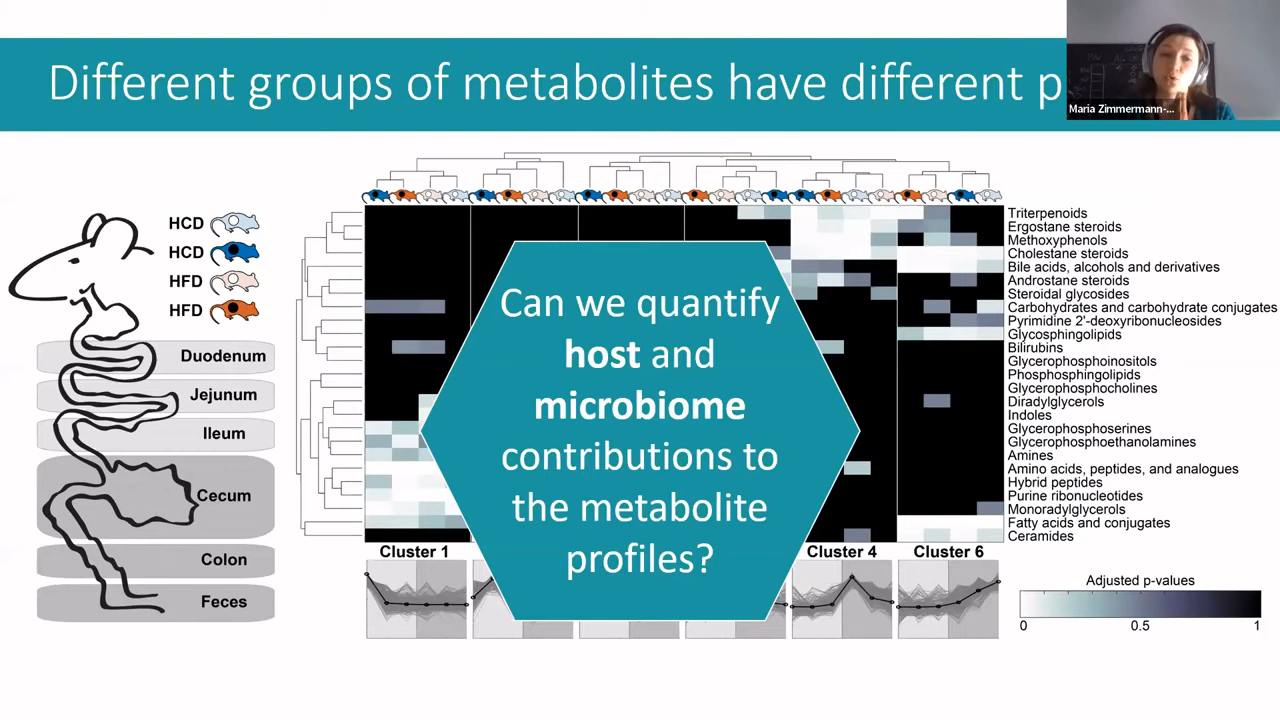 Different groups of metabolites have different p
Maria Zimmermann-...
HCD
HCD
HFD
HFD
Duodenum
Jejunum
Ileum
Cecum
Colon
Feces
Can we quantify
host and
microbiome
contributions to
the metabolite
profiles?
Triterpenoids
Ergostane steroids
Methoxyphenols
Cholestane steroids
Bile acids, alcohols and derivatives
Androstane steroids
Steroidal glycosides
Carbohydrates and carbohydrate conjugates
Pyrimidine 2'-deoxyribonucleosides
Glycosphingolipids
Bilirubins
Glycerophosphoinositols
Phosphosphingolipids
Glycerophosphocholines
Diradylglycerols
Indoles
Glycerophosphoserines
Glycerophosphoethanolamines
Amines
Amino acids, peptides, and analogues
Hybrid peptides
Purine ribonucleotides
Monoradylglycerols
Fatty acids and conjugates
Ceramides
Cluster 1
Cluster 4
Cluster 6
Adjusted p-values
0
0.5
1